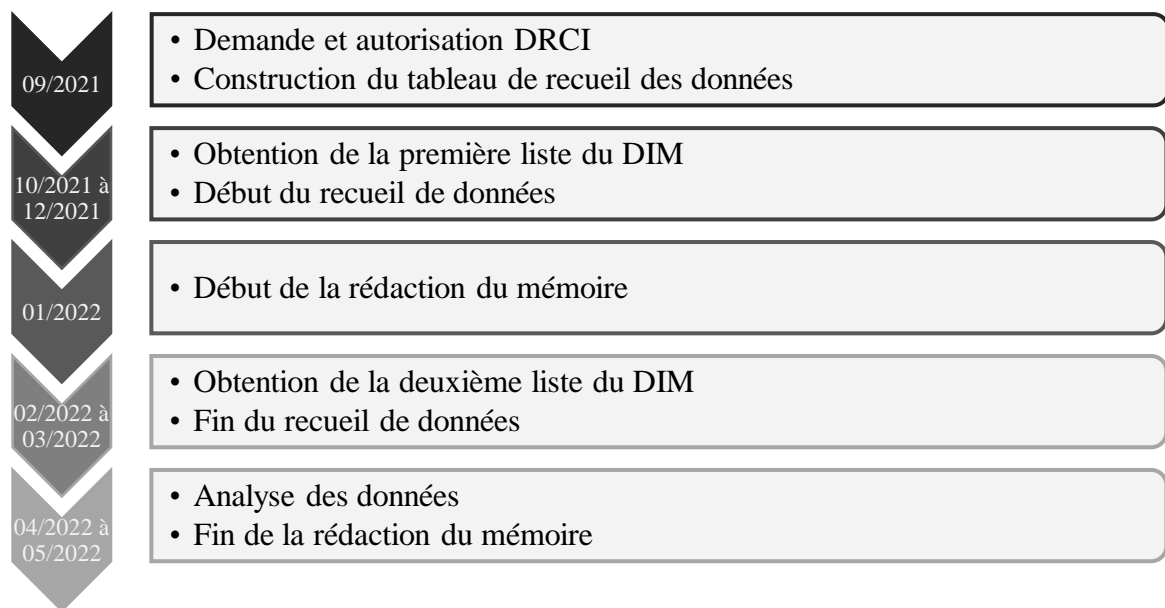 09/2021
• Demande et autorisation DRCI
• Construction du tableau de recueil des données
10/2021 à
12/2021
• Obtention de la première liste du DIM
• Début du recueil de données
01/2022
• Début de la rédaction du mémoire
02/2022 à
03/2022
• Obtention de la deuxième liste du DIM
• Fin du recueil de données
04/2022 à
05/2022
• Analyse des données
• Fin de la rédaction du mémoire